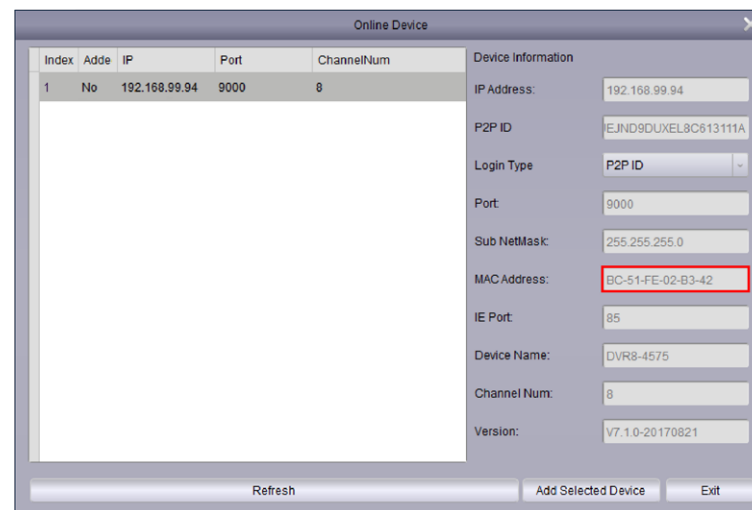 Online Device
Index Adde IP Port ChannelNum
1 No 192.168.99.94 9000 8
Device Information
IP Address: 192.168.99.94
P2P ID EJND9DUXEL8C613111A
Login Type P2P ID
Port: 9000
Sub NetMask: 255.255.255.0
MAC Address: BC-51-FE-02-B3-42
IE Port: 85
Device Name: DVR8-4575
Channel Num: 8
Version: V7.1.0-20170821
Refresh Add Selected Device Exit